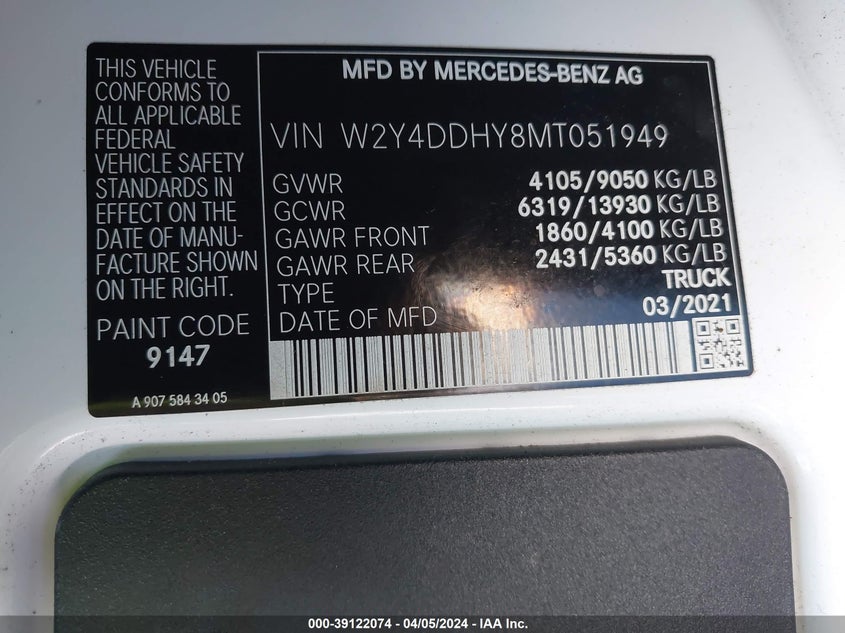 THIS VEHICLE
CONFORMS TO
ALL APPLICABLE
FEDERAL
VEHICLE SAFETY
STANDARDS IN
EFFECT ON THE
DATE OF MANU-
FACTURE SHOWN
ON THE RIGHT.
PAINT CODE
9147
A 907 584 34 05
MFD BY MERCEDES-BENZ AG
VIN W2Y4DDHY8MT051949
GVWR 4105/9050 KG/LB
GCWR 6319/13930 KG/LB
GAWR FRONT 1860/4100 KG/LB
GAWR REAR 2431/5360 KG/LB
TYPE TRUCK
DATE OF MFD 03/2021
000-39122074 - 04/05/2024 - IAA Inc.